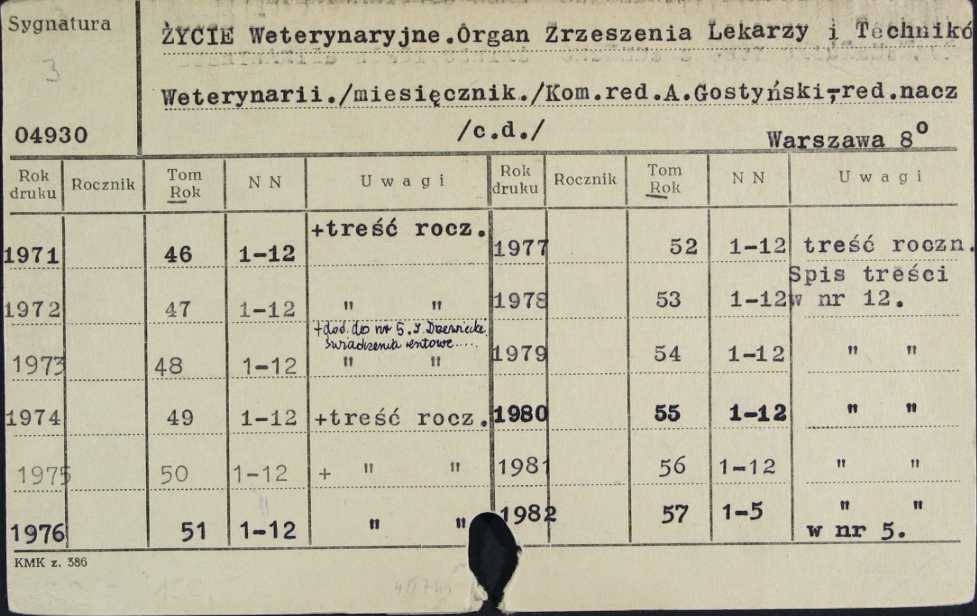 Sygnatura
ŻYCIE Weterynaryjne.Organ Zrzeszenia Lekarzy i Technikó
3
Weterynarii./miesięcznik./Kom.red.A.Gostyński,red.nacz
04930
/c.d./
Warszawa 8º
Rok druku Rocznik Tom Rok N N U w a g i Rok druku Rocznik Tom Rok N N U w a g i
1971 46 1-12 +treść rocz. 1977 52 1-12 treść roczn.
1972 47 1-12 " " 1978 53 1-12 Spis treści w nr 12.
+dod. do nr 5. J.
1973 48 1-12 " " 1979 54 1-12 " "
1974 49 1-12 +treść rocz. 1980 55 1-12 " "
1975 50 1-12 + " " 1981 56 1-12 " "
1976 51 1-12 " " 1982 57 1-5 " "
w nr 5.
KMK z. 386